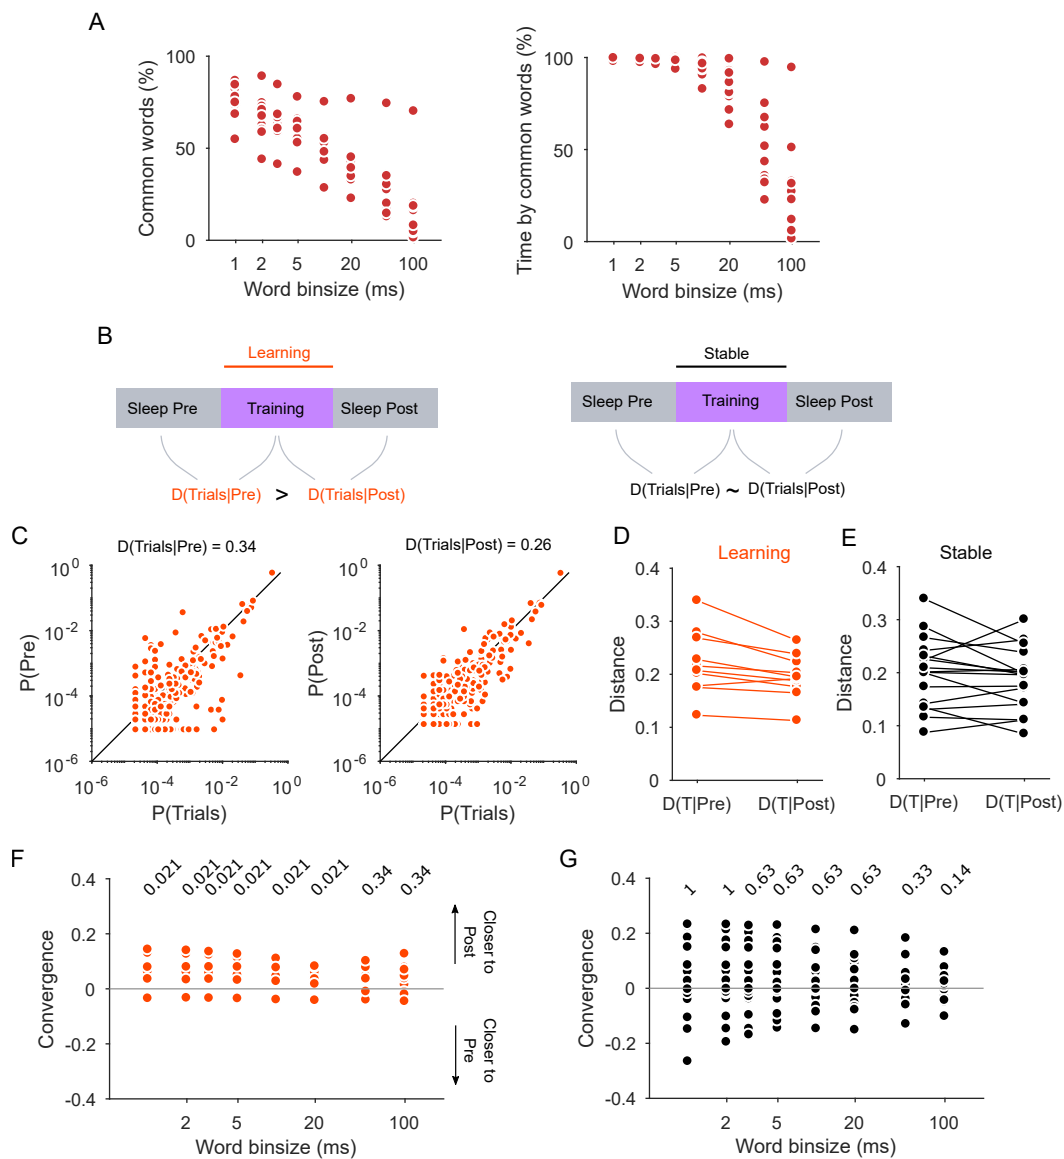 A
Common words (%)
100
50
0
1 2 5 20 100
Word binsize (ms)
Time by common words (%)
100
50
0
1 2 5 20 100
Word binsize (ms)
B
Learning
Sleep Pre Training Sleep Post
D(Trials|Pre) > D(Trials|Post)
Stable
Sleep Pre Training Sleep Post
D(Trials|Pre) ~ D(Trials|Post)
C
D(Trials|Pre) = 0.34
P(Pre)
10⁰
10⁻²
10⁻⁴
10⁻⁶
10⁻⁶ 10⁻⁴ 10⁻² 10⁰
P(Trials)
D(Trials|Post) = 0.26
P(Post)
10⁰
10⁻²
10⁻⁴
10⁻⁶
10⁻⁶ 10⁻⁴ 10⁻² 10⁰
P(Trials)
D
Learning
Distance
0.4
0.3
0.2
0.1
0
D(T|Pre) D(T|Post)
E
Stable
Distance
0.4
0.3
0.2
0.1
0
D(T|Pre) D(T|Post)
F
0.021 0.021 0.021 0.021 0.021 0.021 0.34 0.34
Convergence
0.4
0.2
0
-0.2
-0.4
Closer to
Post
Closer to
Pre
2 5 20 100
Word binsize (ms)
G
1 1 0.63 0.63 0.63 0.63 0.33 0.14
Convergence
0.4
0.2
0
-0.2
-0.4
2 5 20 100
Word binsize (ms)